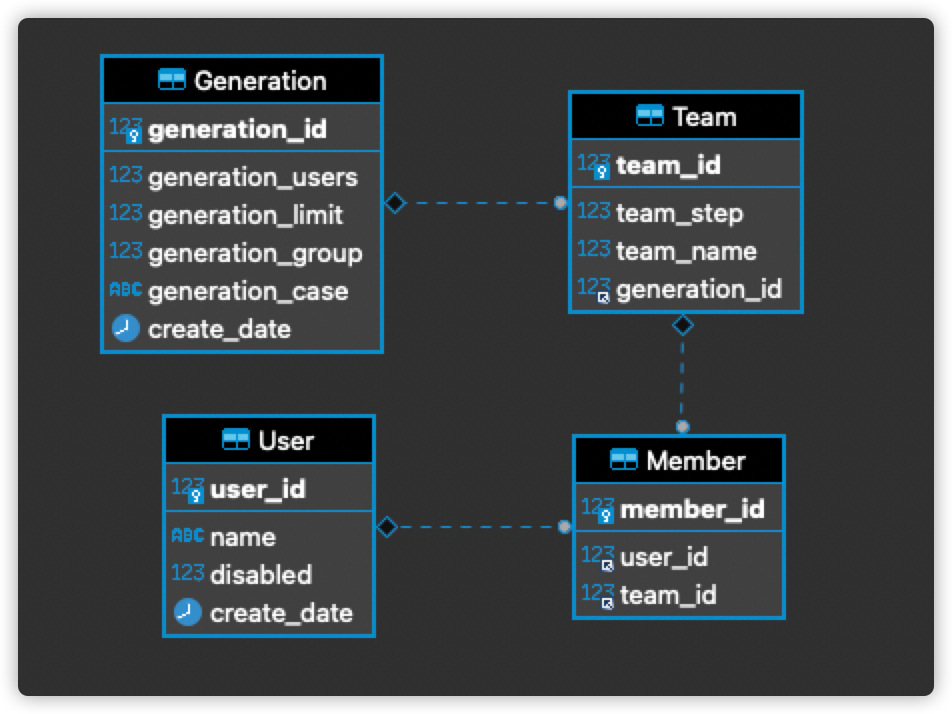 Generation
123 generation_id
123 generation_users
123 generation_limit
123 generation_group
ABC generation_case
create_date
Team
123 team_id
123 team_step
123 team_name
123 generation_id
User
123 user_id
ABC name
123 disabled
create_date
Member
123 member_id
123 user_id
123 team_id